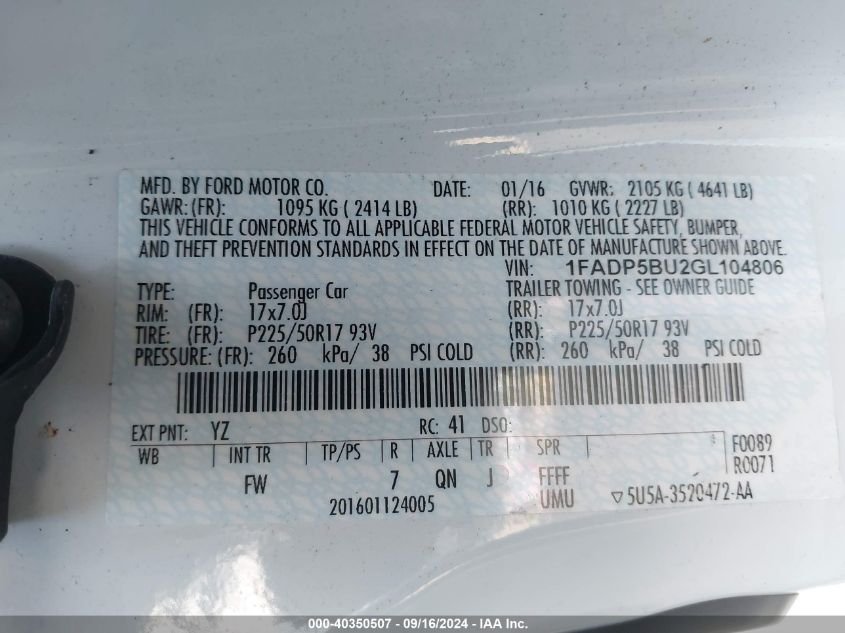 MFD. BY FORD MOTOR CO. DATE: 01/16 GVWR: 2105 KG ( 4641 LB)
GAWR: (FR): 1095 KG ( 2414 LB) (RR): 1010 KG ( 2227 LB)
THIS VEHICLE CONFORMS TO ALL APPLICABLE FEDERAL MOTOR VEHICLE SAFETY, BUMPER,
AND THEFT PREVENTION STANDARDS IN EFFECT ON THE DATE OF MANUFACTURE SHOWN ABOVE.
VIN: 1FADP5BU2GL104806
TYPE: Passenger Car TRAILER TOWING - SEE OWNER GUIDE
RIM: (FR): 17x7.0J (RR): 17x7.0J
TIRE: (FR): P225/50R17 93V (RR): P225/50R17 93V
PRESSURE: (FR): 260 kPa/ 38 PSI COLD (RR): 260 kPa/ 38 PSI COLD
EXT PNT: YZ RC: 41 DSO:
WB INT TR TP/PS R AXLE TR SPR F0089
FW 7 QN J FFFF R0071
201601124005 UMU ▽5U5A-3520472-AA
000-40350507 - 09/16/2024 - IAA Inc.